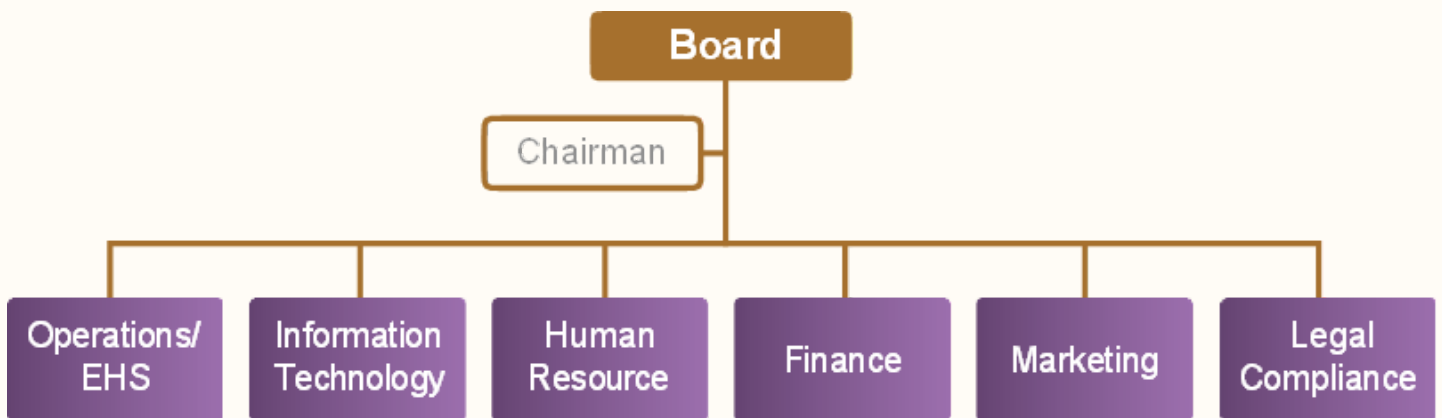 Board
Chairman
Operations/
EHS
Information
Technology
Human
Resource
Finance
Marketing
Legal
Compliance